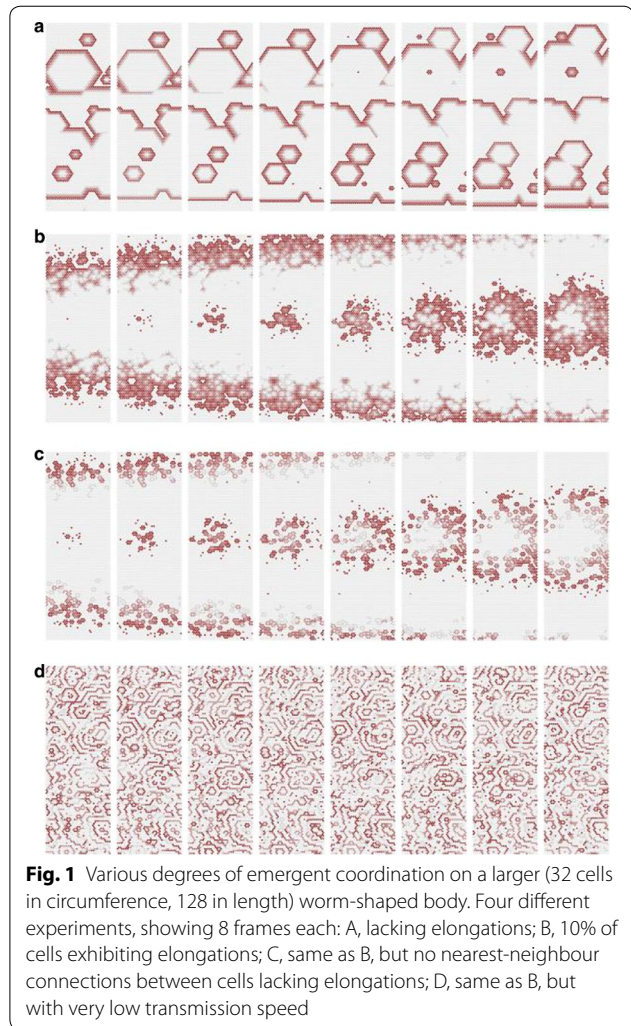 a
b
c
d
Fig. 1 Various degrees of emergent coordination on a larger (32 cells
in circumference, 128 in length) worm-shaped body. Four different
experiments, showing 8 frames each: A, lacking elongations; B, 10% of
cells exhibiting elongations; C, same as B, but no nearest-neighbour
connections between cells lacking elongations; D, same as B, but
with very low transmission speed